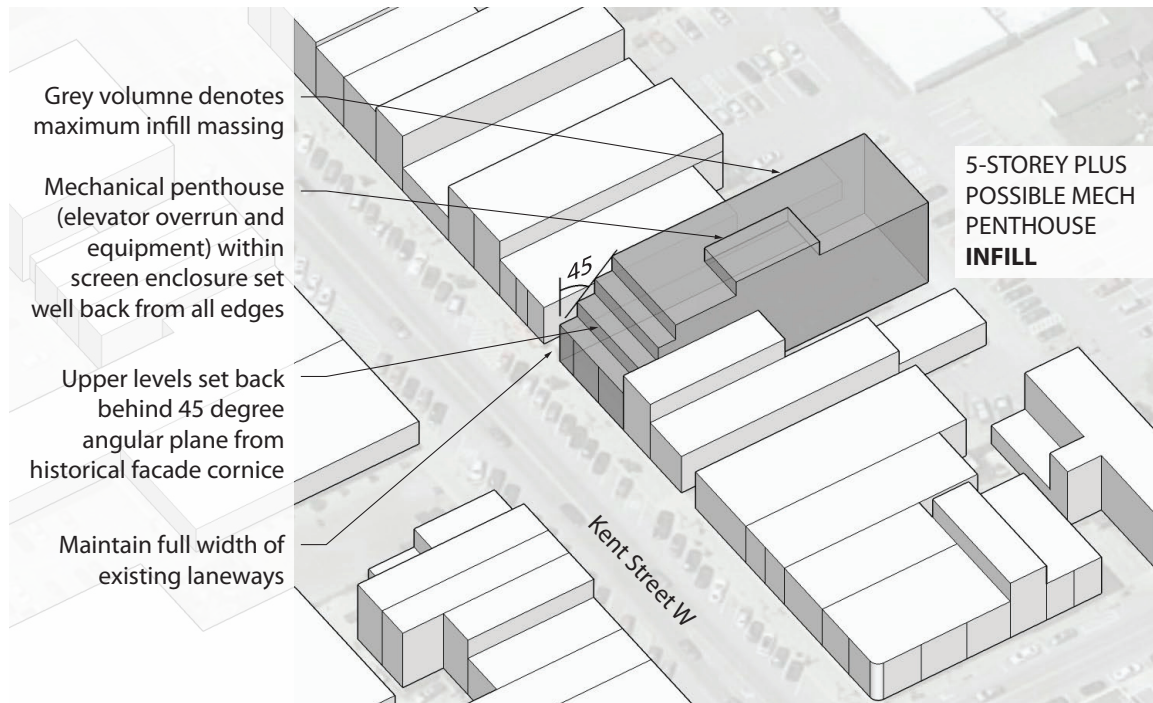 Grey volumne denotes
maximum infill massing
Mechanical penthouse
(elevator overrun and
equipment) within
screen enclosure set
well back from all edges
Upper levels set back
behind 45 degree
angular plane from
historical facade cornice
Maintain full width of
existing laneways
45
5-STOREY PLUS
POSSIBLE MECH
PENTHOUSE
INFILL
Kent Street W